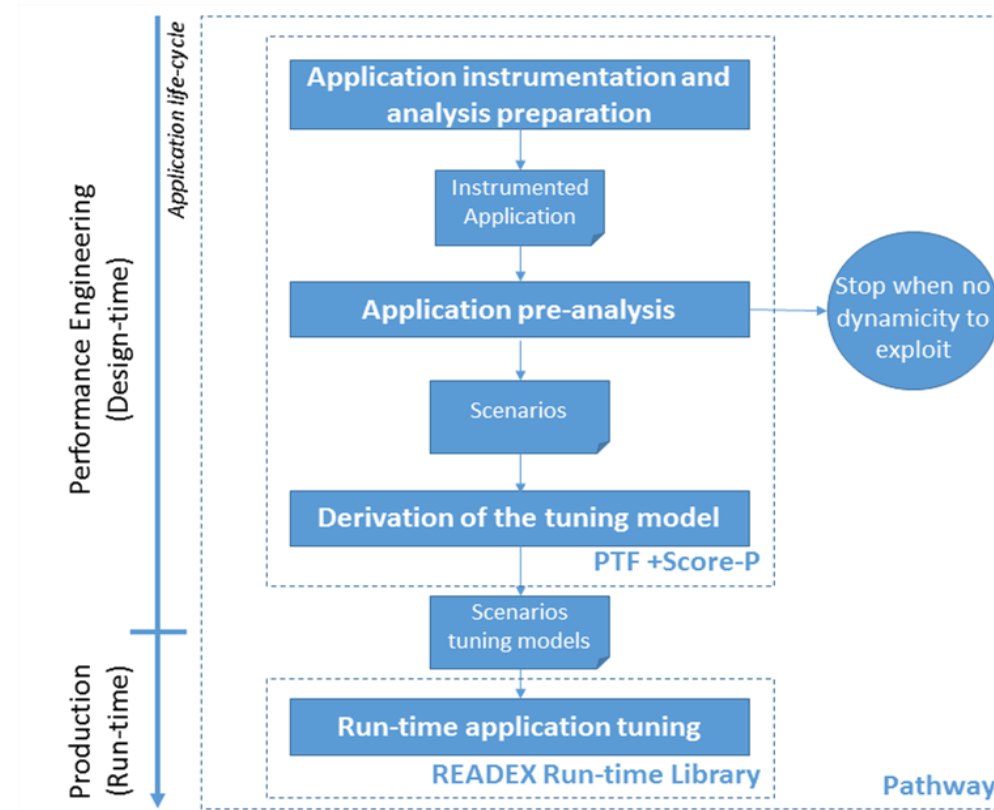 Application life-cycle
Performance Engineering
(Design-time)
Production
(Run-time)
Application instrumentation and
analysis preparation
Instrumented
Application
Application pre-analysis
Stop when no
dynamicity to
exploit
Scenarios
Derivation of the tuning model
PTF +Score-P
Scenarios
tuning models
Run-time application tuning
READEX Run-time Library
Pathway